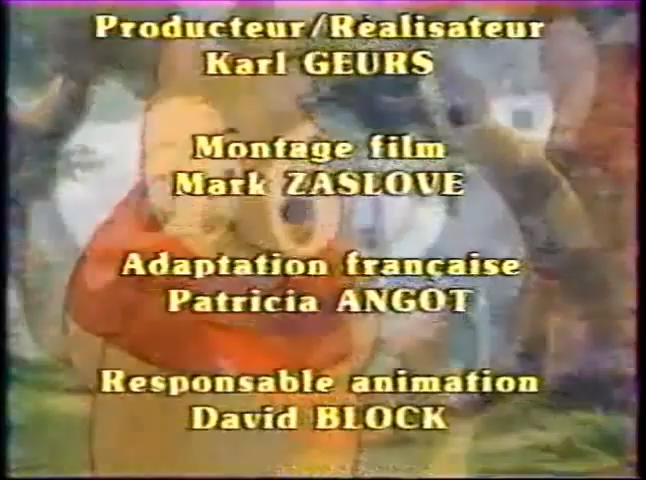 Producteur/Réalisateur
Karl GEURS
Montage film
Mark ZASLOVE
Adaptation française
Patricia ANGOT
Responsable animation
David BLOCK